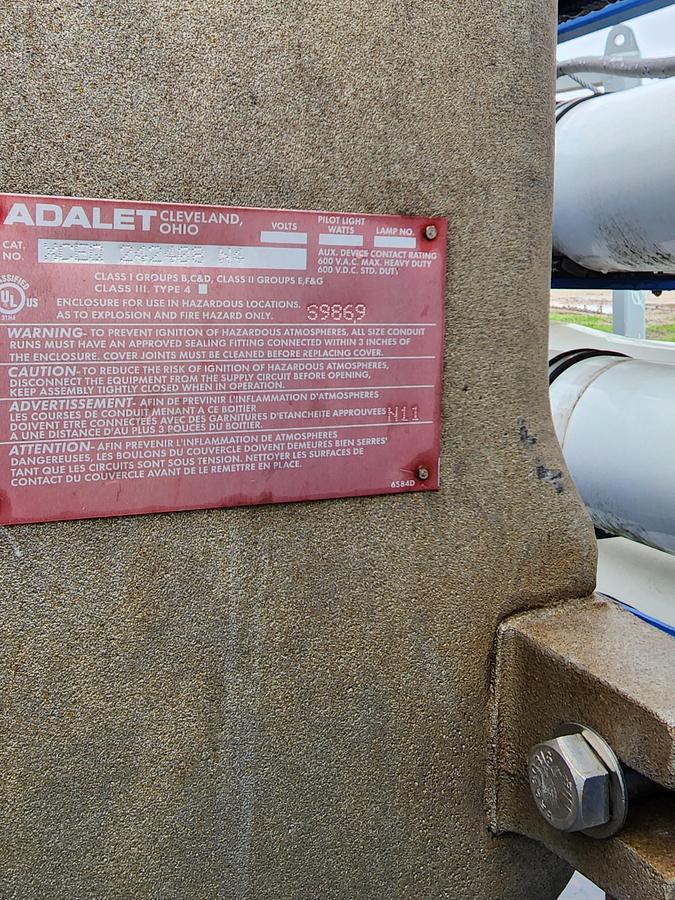 ADALET CLEVELAND, OHIO
VOLTS
PILOT LIGHT WATTS
LAMP NO.
CAT. NO.
AUX. DEVICE CONTACT RATING
600 V.A.C. MAX. HEAVY DUTY
600 V.D.C. STD. DUTY
CLASSIFIED
UL US
CLASS I GROUPS B,C&D, CLASS II GROUPS E,F&G
CLASS III. TYPE 4
ENCLOSURE FOR USE IN HAZARDOUS LOCATIONS.
AS TO EXPLOSION AND FIRE HAZARD ONLY. S9869
WARNING- TO PREVENT IGNITION OF HAZARDOUS ATMOSPHERES, ALL SIZE CONDUIT
RUNS MUST HAVE AN APPROVED SEALING FITTING CONNECTED WITHIN 3 INCHES OF
THE ENCLOSURE. COVER JOINTS MUST BE CLEANED BEFORE REPLACING COVER.
CAUTION- TO REDUCE THE RISK OF IGNITION OF HAZARDOUS ATMOSPHERES,
DISCONNECT THE EQUIPMENT FROM THE SUPPLY CIRCUIT BEFORE OPENING,
KEEP ASSEMBLY TIGHTLY CLOSED WHEN IN OPERATION.
ADVERTISSEMENT- AFIN DE PREVINIR L'INFLAMMATION D'ATMOSPHERES
LES COURSES DE CONDUIT MENANT A CE BOITIER
DOIVENT ETRE CONNECTEES AVEC DES GARNITURES D'ETANCHEITE APPROUVEES N11
A UNE DISTANCE D'AU PLUS 3 POUCES DU BOITIER.
ATTENTION- AFIN PREVENIR L'INFLAMMATION DE ATMOSPHERES
DANGEREUSES, LES BOULONS DU COUVERCLE DOIVENT DEMEURES BIEN SERRES'
TANT QUE LES CIRCUITS SONT SOUS TENSION. NETTOYER LES SURFACES DE
CONTACT DU COUVERCLE AVANT DE LE REMETTRE EN PLACE.
6584D